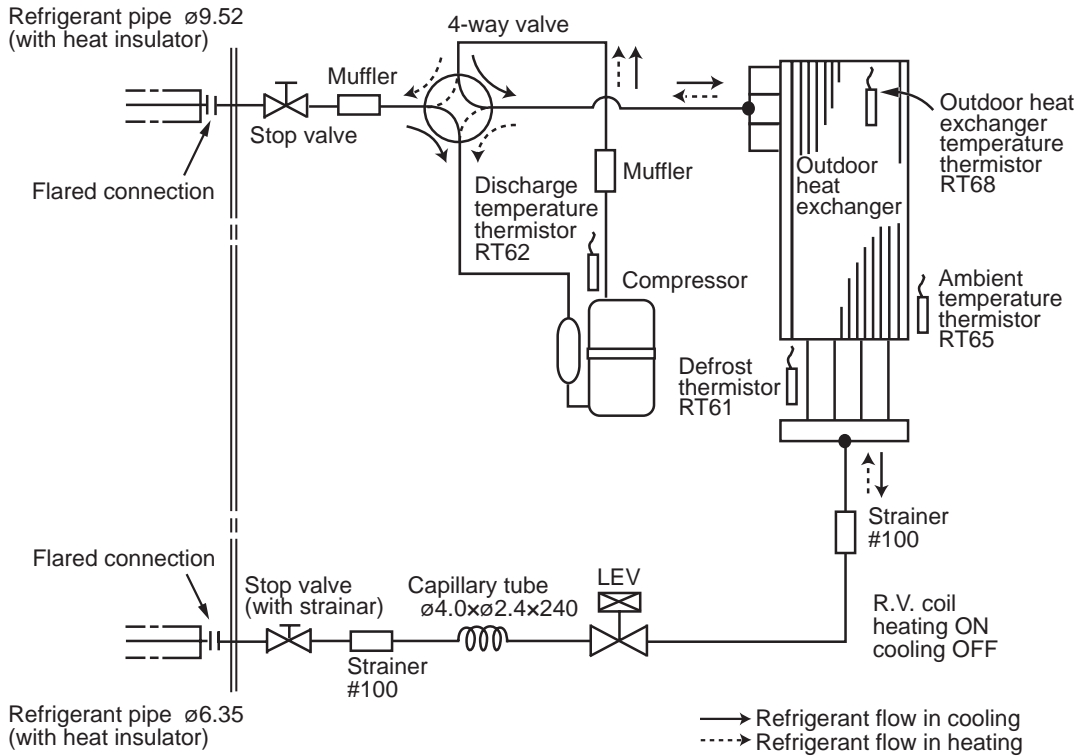 Refrigerant pipe ø9.52
(with heat insulator)
4-way valve
Muffler
Stop valve
Flared connection
Outdoor heat
exchanger
temperature
thermistor
RT68
Muffler
Discharge
temperature
thermistor
RT62
Outdoor
heat
exchanger
Compressor
Ambient
temperature
thermistor
RT65
Defrost
thermistor
RT61
Strainer
#100
Flared connection
Stop valve
(with strainar)
Capillary tube
ø4.0×ø2.4×240
LEV
R.V. coil
heating ON
cooling OFF
Strainer
#100
Refrigerant pipe ø6.35
(with heat insulator)
Refrigerant flow in cooling
Refrigerant flow in heating